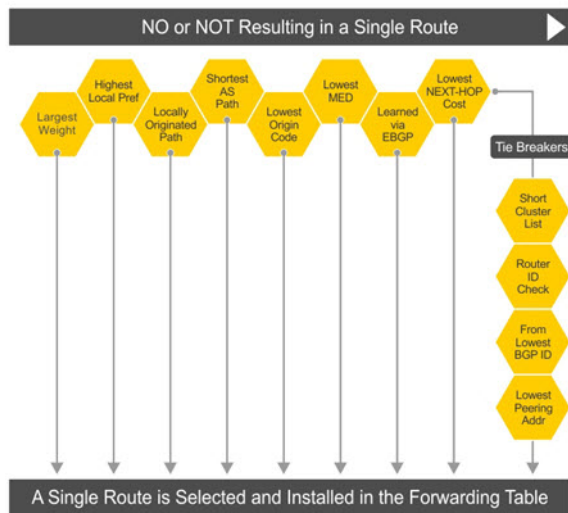 NO or NOT Resulting in a Single Route
Largest
Weight
Highest
Local Pref
Locally
Originated
Path
Shortest
AS
Path
Lowest
Origin
Code
Lowest
MED
Learned
via
EBGP
Lowest
NEXT-HOP
Cost
Tie Breakers
Short
Cluster
List
Router
ID
Check
From
Lowest
BGP ID
Lowest
Peering
Addr
A Single Route is Selected and Installed in the Forwarding Table